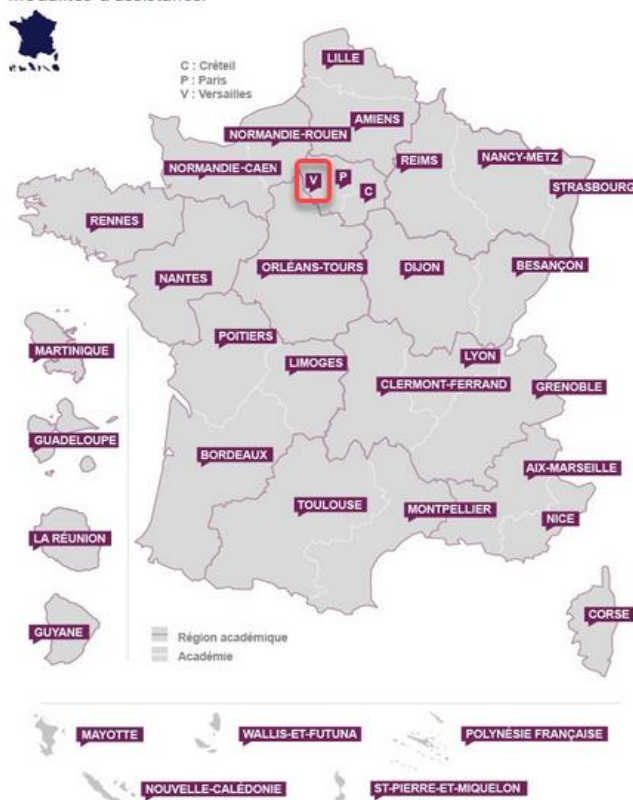 C : Créteil
P : Paris
V : Versailles
LILLE
AMIENS
NORMANDIE-ROUEN
NORMANDIE-CAEN
REIMS
NANCY-METZ
STRASBOURG
V
P
C
RENNES
NANTES
ORLÉANS-TOURS
DIJON
BESANÇON
POITIERS
LIMOGES
LYON
CLERMONT-FERRAND
GRENOBLE
MARTINIQUE
GUADELOUPE
BORDEAUX
AIX-MARSEILLE
TOULOUSE
MONTPELLIER
NICE
LA RÉUNION
GUYANE
CORSE
Région académique
Académie
MAYOTTE
WALLIS-ET-FUTUNA
POLYNÉSIE FRANÇAISE
NOUVELLE-CALÉDONIE
ST-PIERRE-ET-MIQUELON